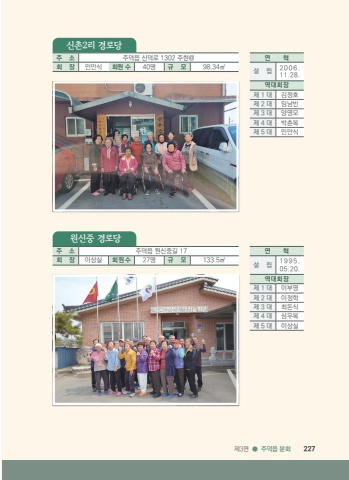 신촌2리 경로당
주 소 주덕읍 신덕로 1302 주현@
회 장 민만식 회원수 40명 규 모 98.34㎡
연 혁
설 립 2006. 11.28.
역대회장
제 1 대 김정호
제 2 대 임남빈
제 3 대 양영모
제 4 대 박춘복
제 5 대 민만식
원신중 경로당
주 소 주덕읍 원신중길 17
회 장 이상실 회원수 27명 규 모 133.5㎡
연 혁
설 립 1995. 05.20.
역대회장
제 1 대 이부영
제 2 대 이정학
제 3 대 최돈식
제 4 대 심우복
제 5 대 이상실
제3편 ● 주덕읍 문화 227